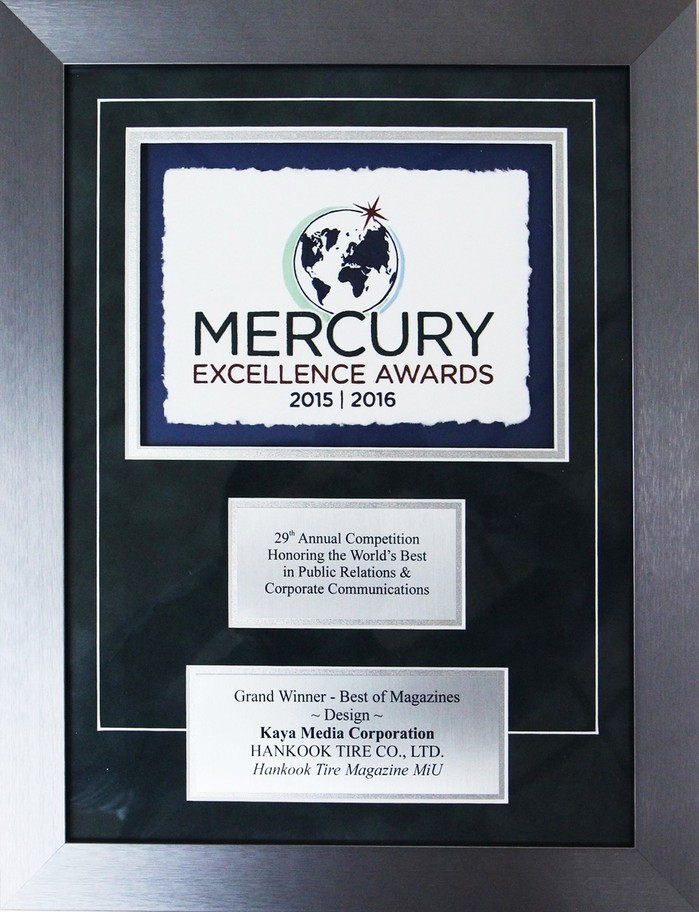 MERCURY
EXCELLENCE AWARDS
2015 | 2016
29th Annual Competition
Honoring the World's Best
in Public Relations &
Corporate Communications
Grand Winner - Best of Magazines
~ Design ~
Kaya Media Corporation
HANKOOK TIRE CO., LTD.
Hankook Tire Magazine MiU